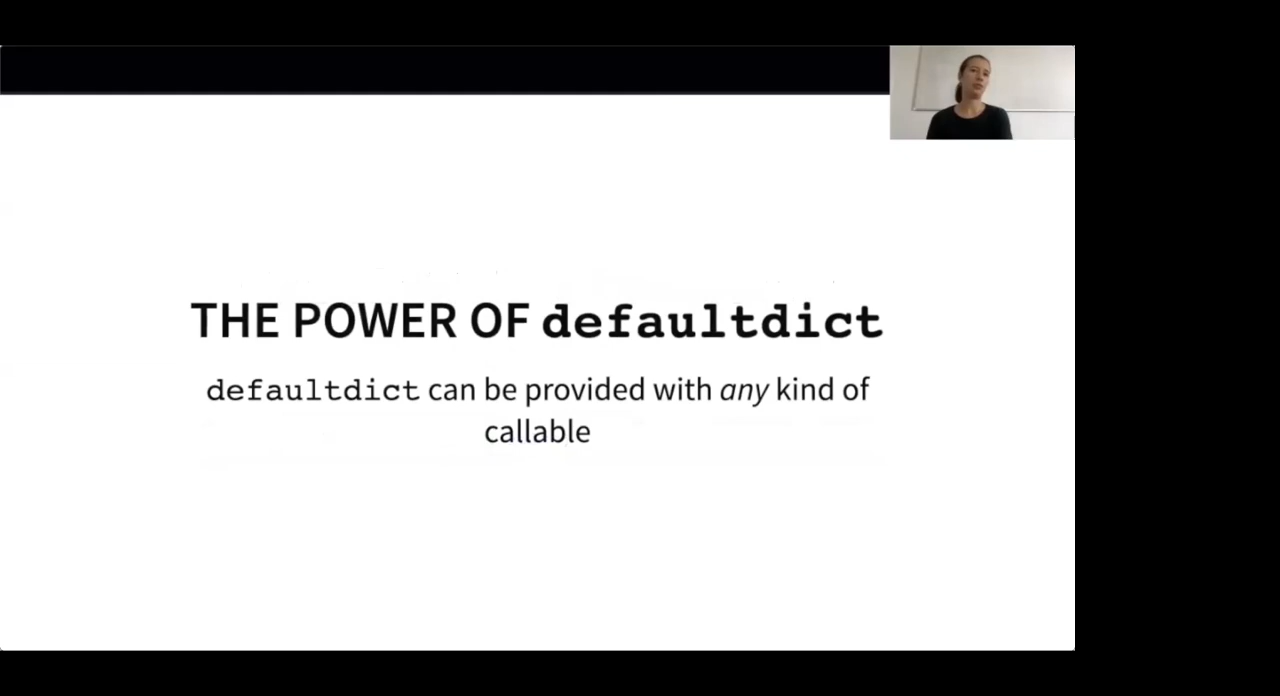 THE POWER OF defaultdict
defaultdict can be provided with any kind of
callable